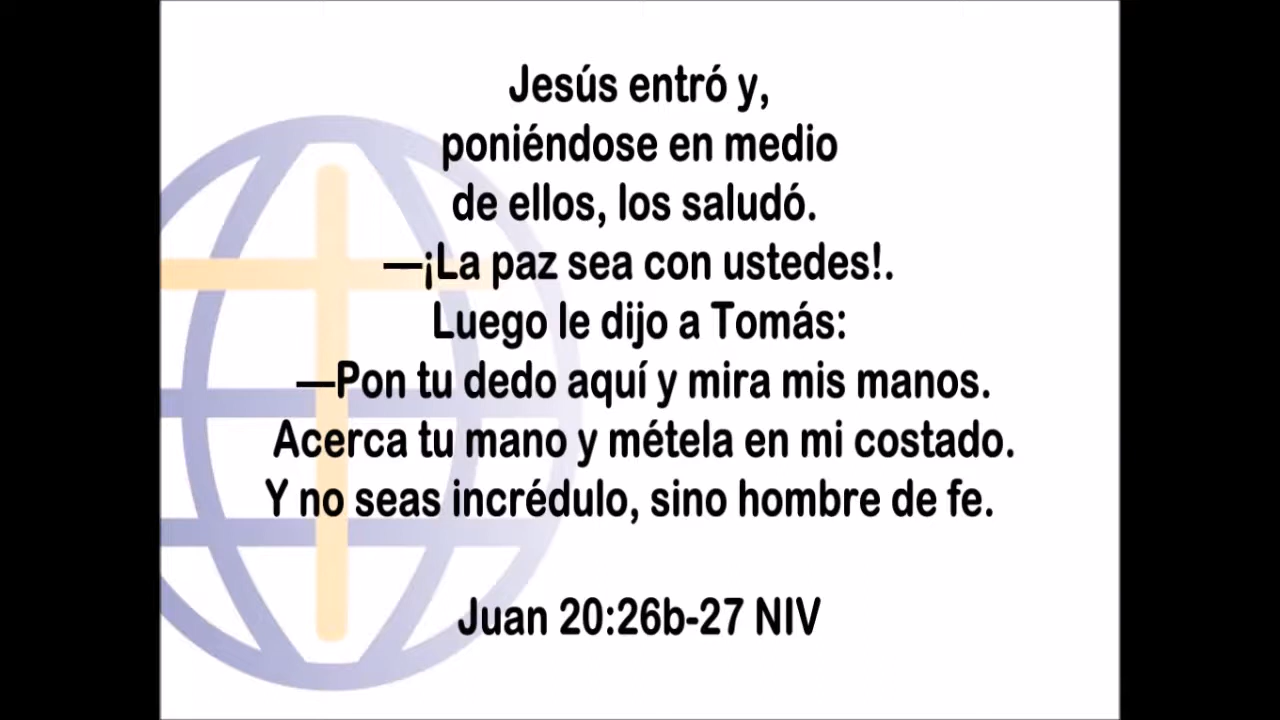 Jesús entró y,
poniéndose en medio
de ellos, los saludó.
—¡La paz sea con ustedes!.
Luego le dijo a Tomás:
—Pon tu dedo aquí y mira mis manos.
Acerca tu mano y métela en mi costado.
Y no seas incrédulo, sino hombre de fe.
Juan 20:26b-27 NIV